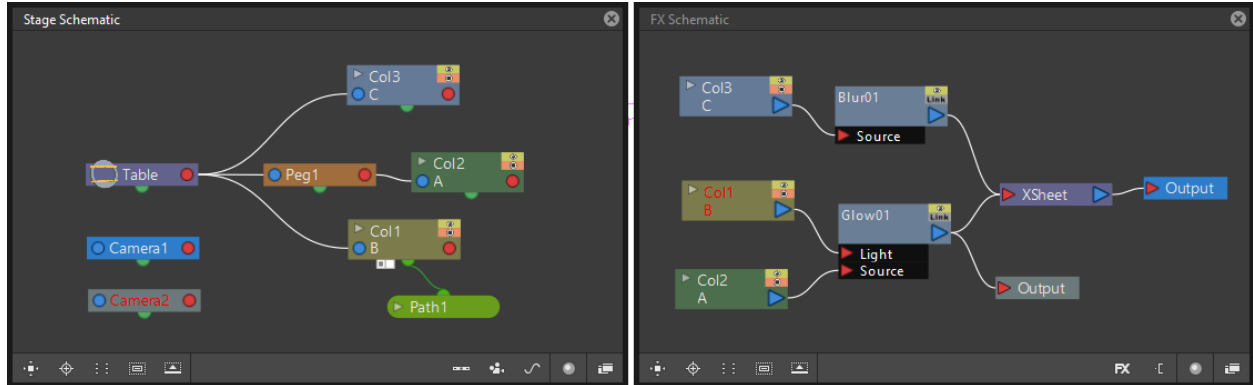 Stage Schematic
Col3
C
Table
Peg1
Col2
A
Col1
B
Camera1
Camera2
Path1
FX Schematic
Col3
C
Blur01
Link
Source
Col1
B
Glow01
Link
Light
Source
Col2
A
XSheet
Output
Output
FX